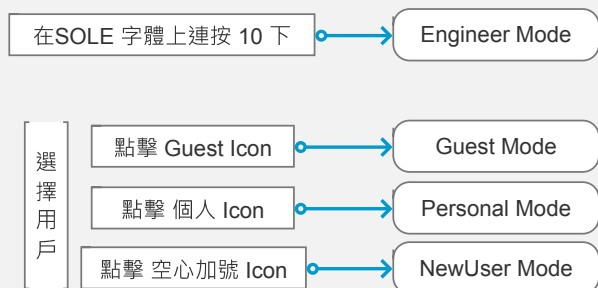 在SOLE 字體上連按 10 下
Engineer Mode
選擇用戶
點擊 Guest Icon
Guest Mode
點擊 個人 Icon
Personal Mode
點擊 空心加號 Icon
NewUser Mode